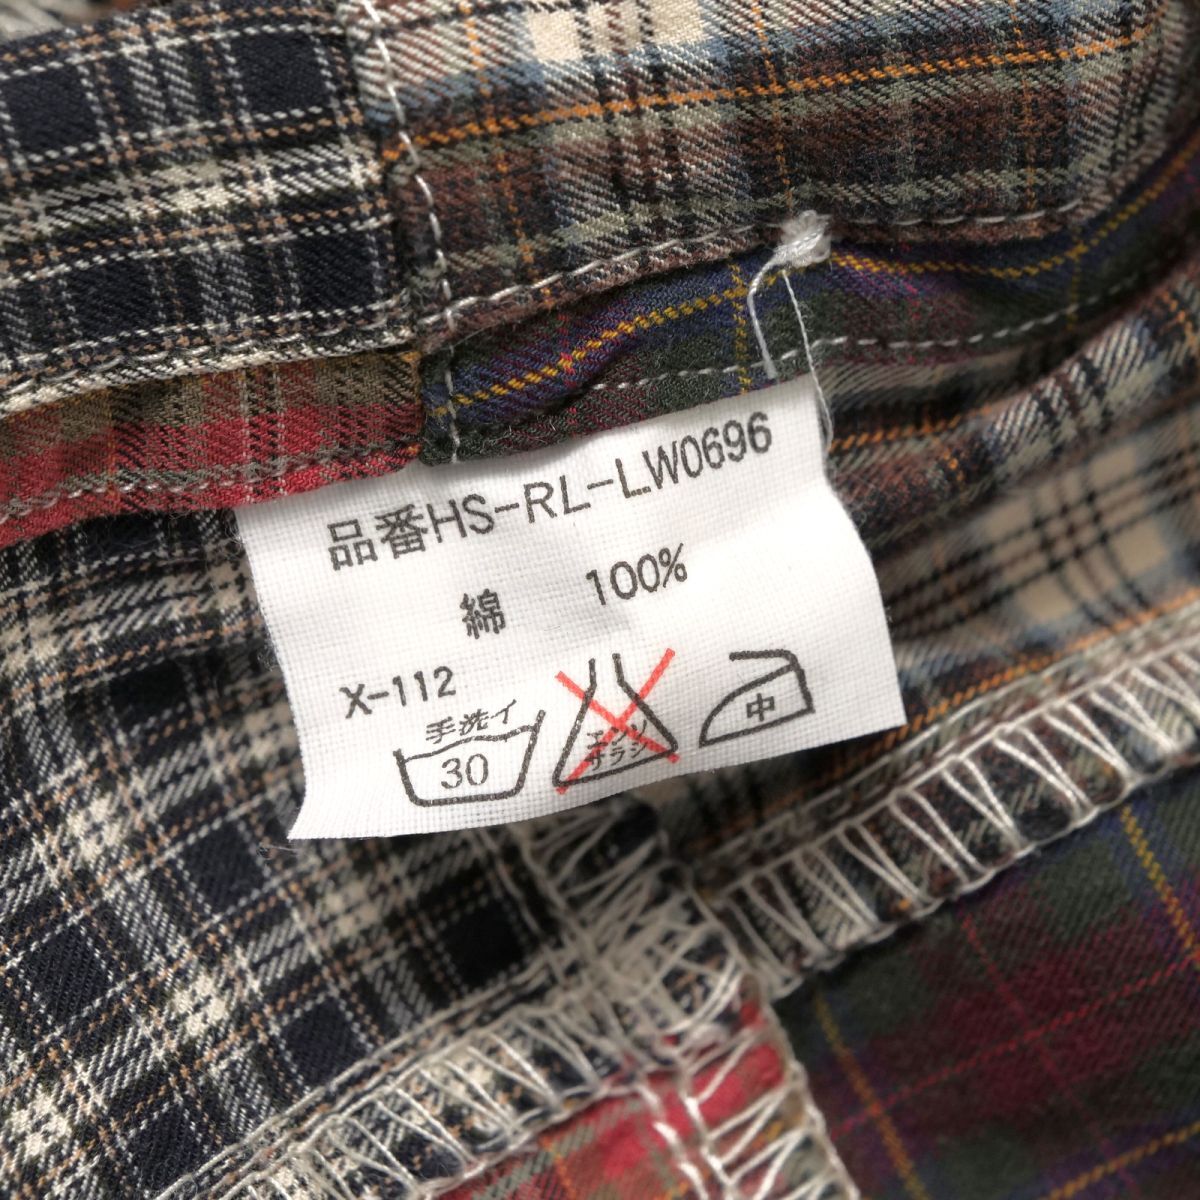 品番HS-RL-LW0696
綿 100%
X-112
手洗イ
30
エンソ
サラシ
中